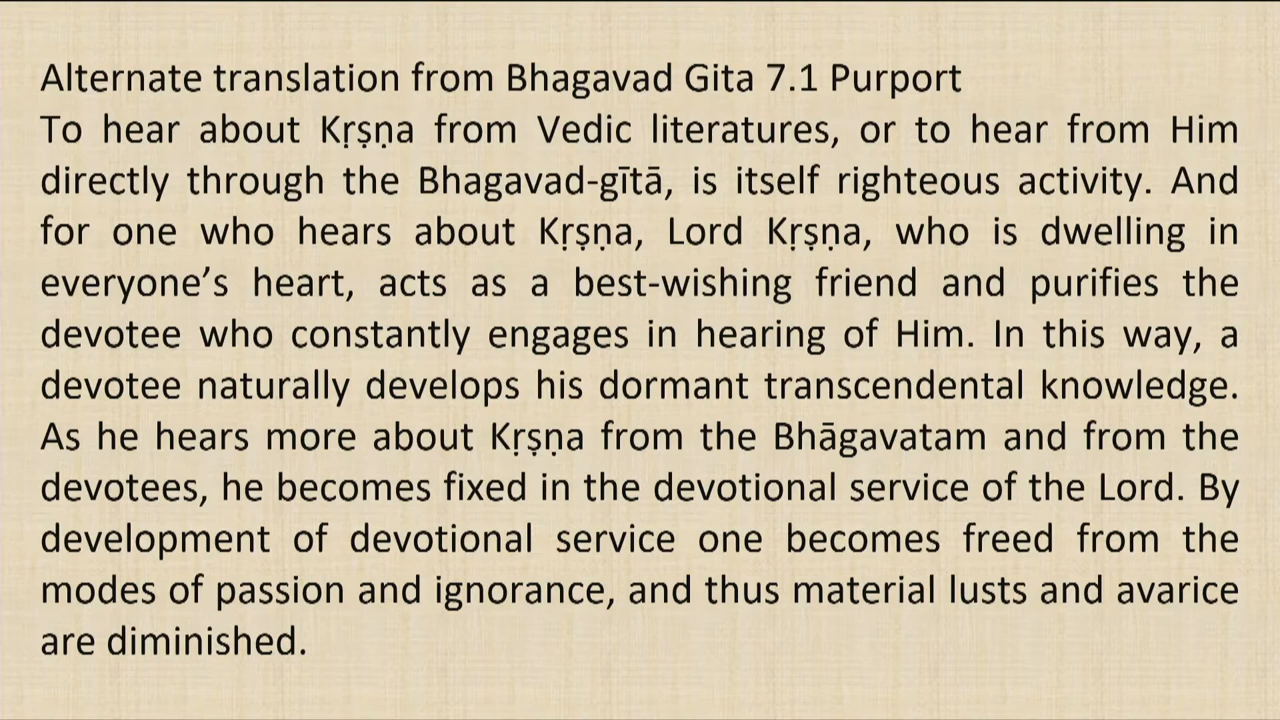 Alternate translation from Bhagavad Gita 7.1 Purport
To hear about Kṛṣṇa from Vedic literatures, or to hear from Him
directly through the Bhagavad-gītā, is itself righteous activity. And
for one who hears about Kṛṣṇa, Lord Kṛṣṇa, who is dwelling in
everyone’s heart, acts as a best-wishing friend and purifies the
devotee who constantly engages in hearing of Him. In this way, a
devotee naturally develops his dormant transcendental knowledge.
As he hears more about Kṛṣṇa from the Bhāgavatam and from the
devotees, he becomes fixed in the devotional service of the Lord. By
development of devotional service one becomes freed from the
modes of passion and ignorance, and thus material lusts and avarice
are diminished.